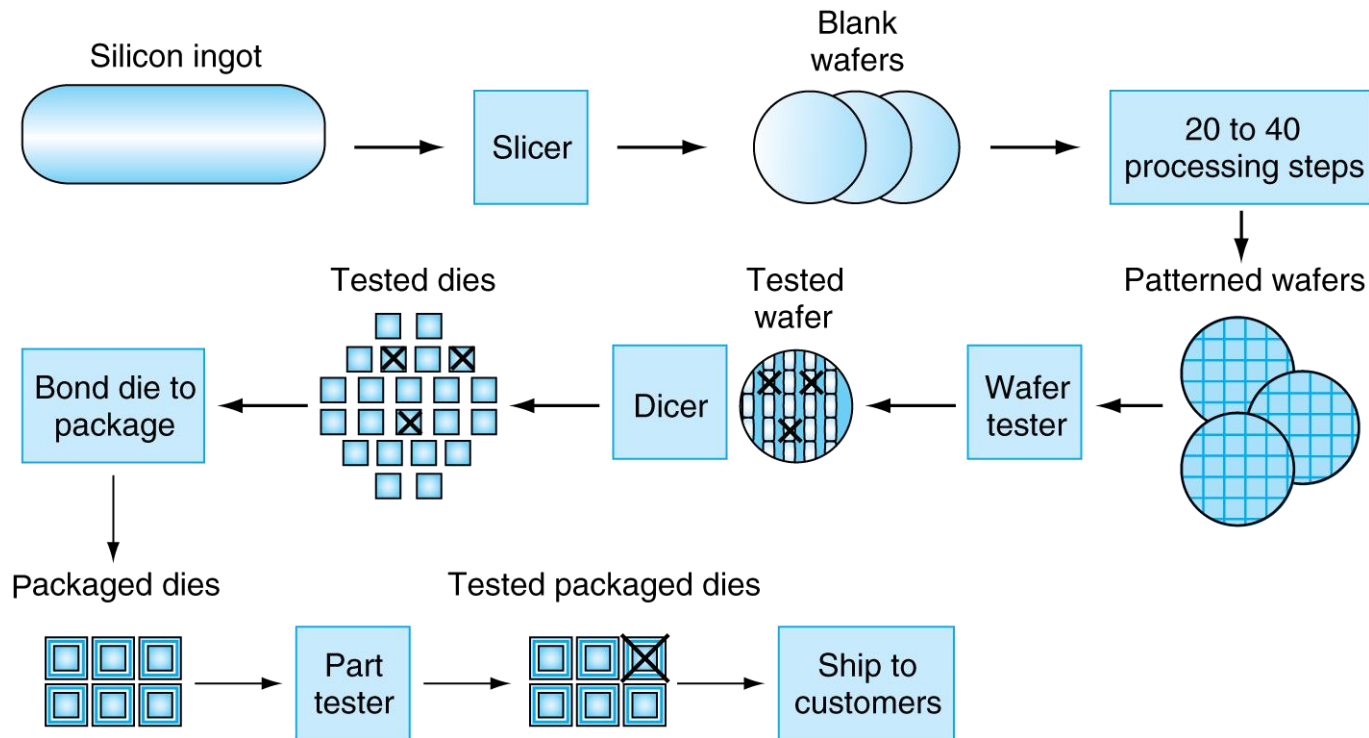 Silicon ingot
Slicer
Blank
wafers
20 to 40
processing steps
Patterned wafers
Wafer
tester
Tested
wafer
Dicer
Tested dies
Bond die to
package
Packaged dies
Part
tester
Tested packaged dies
Ship to
customers